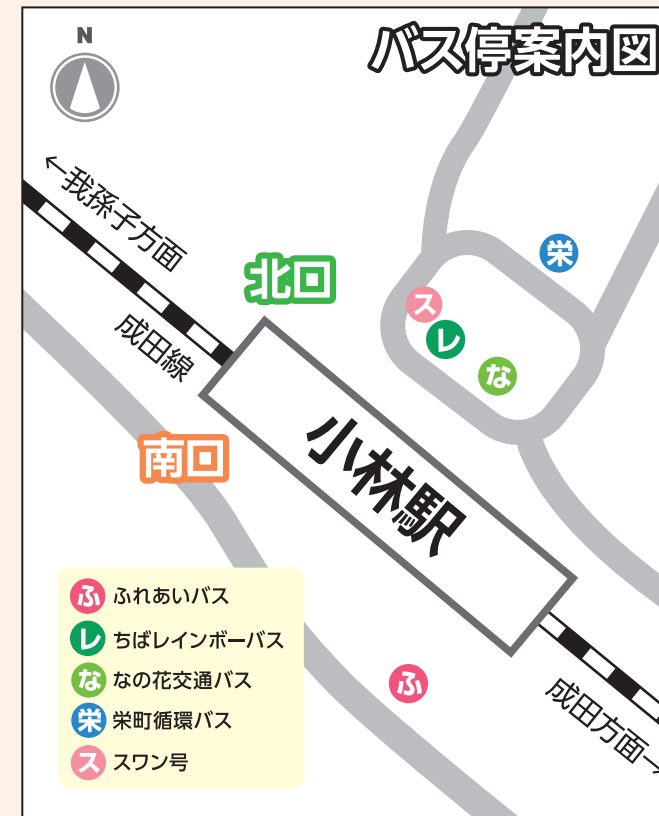 N
バス停案内図
←我孫子方面
成田線
北口
栄
ス
レ
な
南口
小林駅
ふ ふれあいバス
レ ちばレインボーバス
な なの花交通バス
栄 栄町循環バス
ス スワン号
ふ
成田方面→